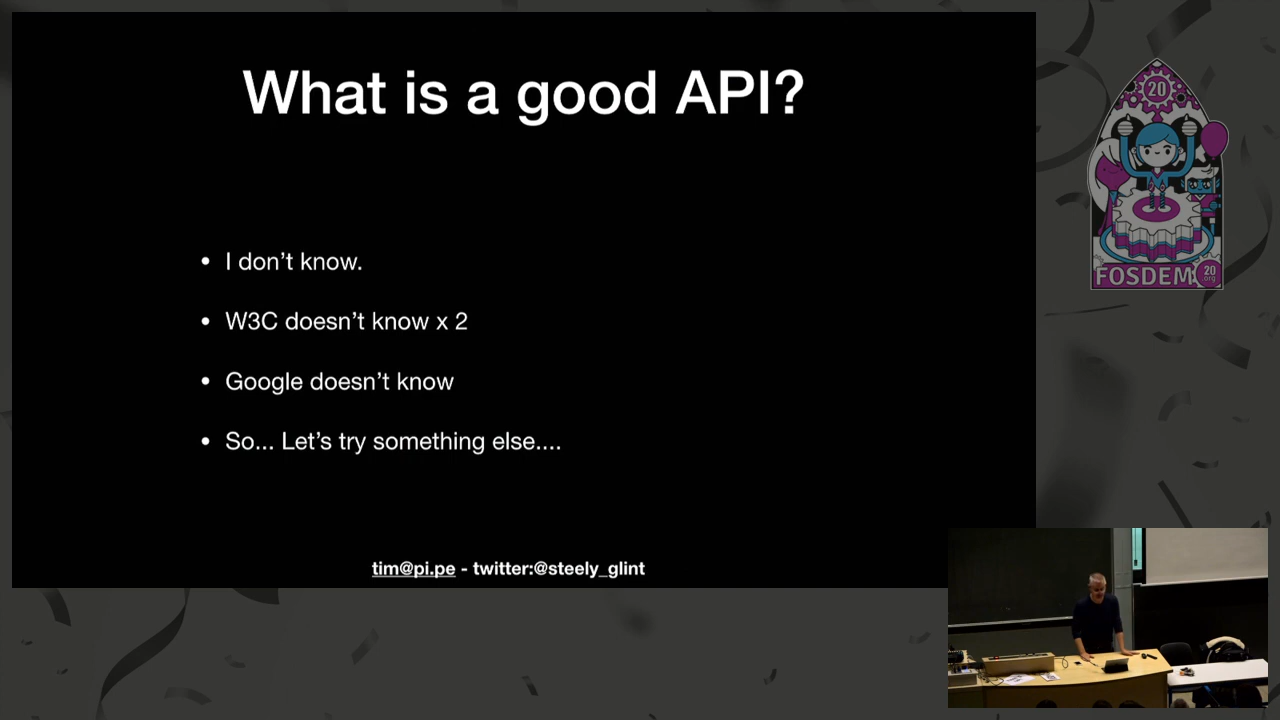 What is a good API?
• I don't know.
• W3C doesn't know x 2
• Google doesn't know
• So... Let's try something else....
tim@pi.pe - twitter:@steely_glint
20
FOSDEM
20
.org